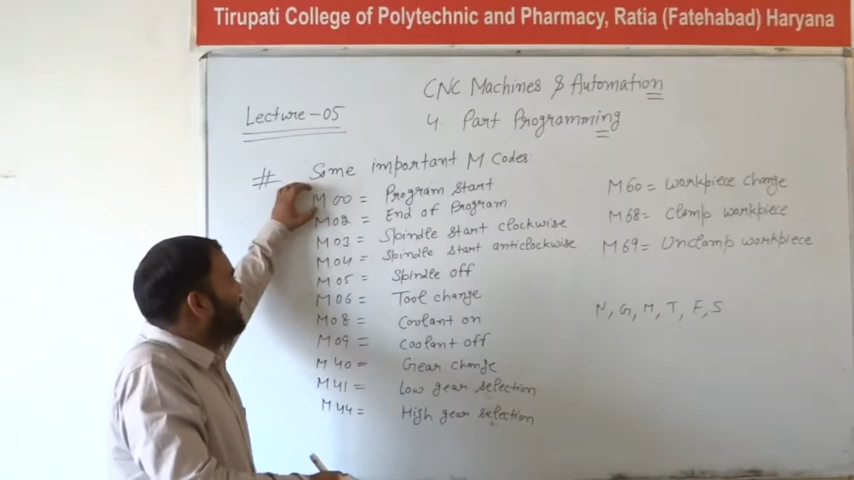 Tirupati College of Polytechnic and Pharmacy, Ratia (Fatehabad) Haryana
CNC Machines & Automation
Lecture-05
4. Part Programming
# Some important M Codes
M00 = Program start
M02 = End of Program
M03 = Spindle start clockwise
M04 = Spindle start anticlockwise
M05 = Spindle off
M06 = Tool change
M08 = Coolant on
M09 = Coolant off
M40 = Gear change
M41 = Low gear selection
M44 = High gear selection
M60 = Workpiece change
M68 = Clamp workpiece
M69 = Unclamp workpiece
N, G, M, T, F, S